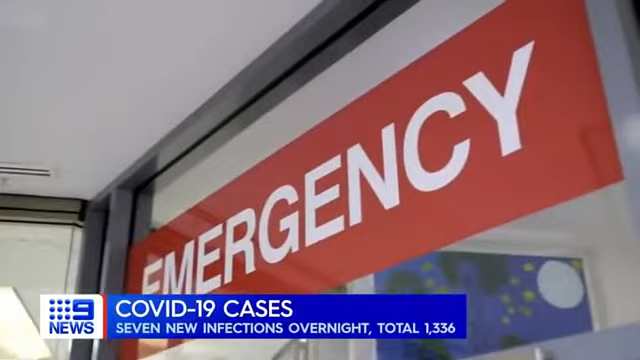 EMERGENCY
9
NEWS
COVID-19 CASES
SEVEN NEW INFECTIONS OVERNIGHT, TOTAL 1,336